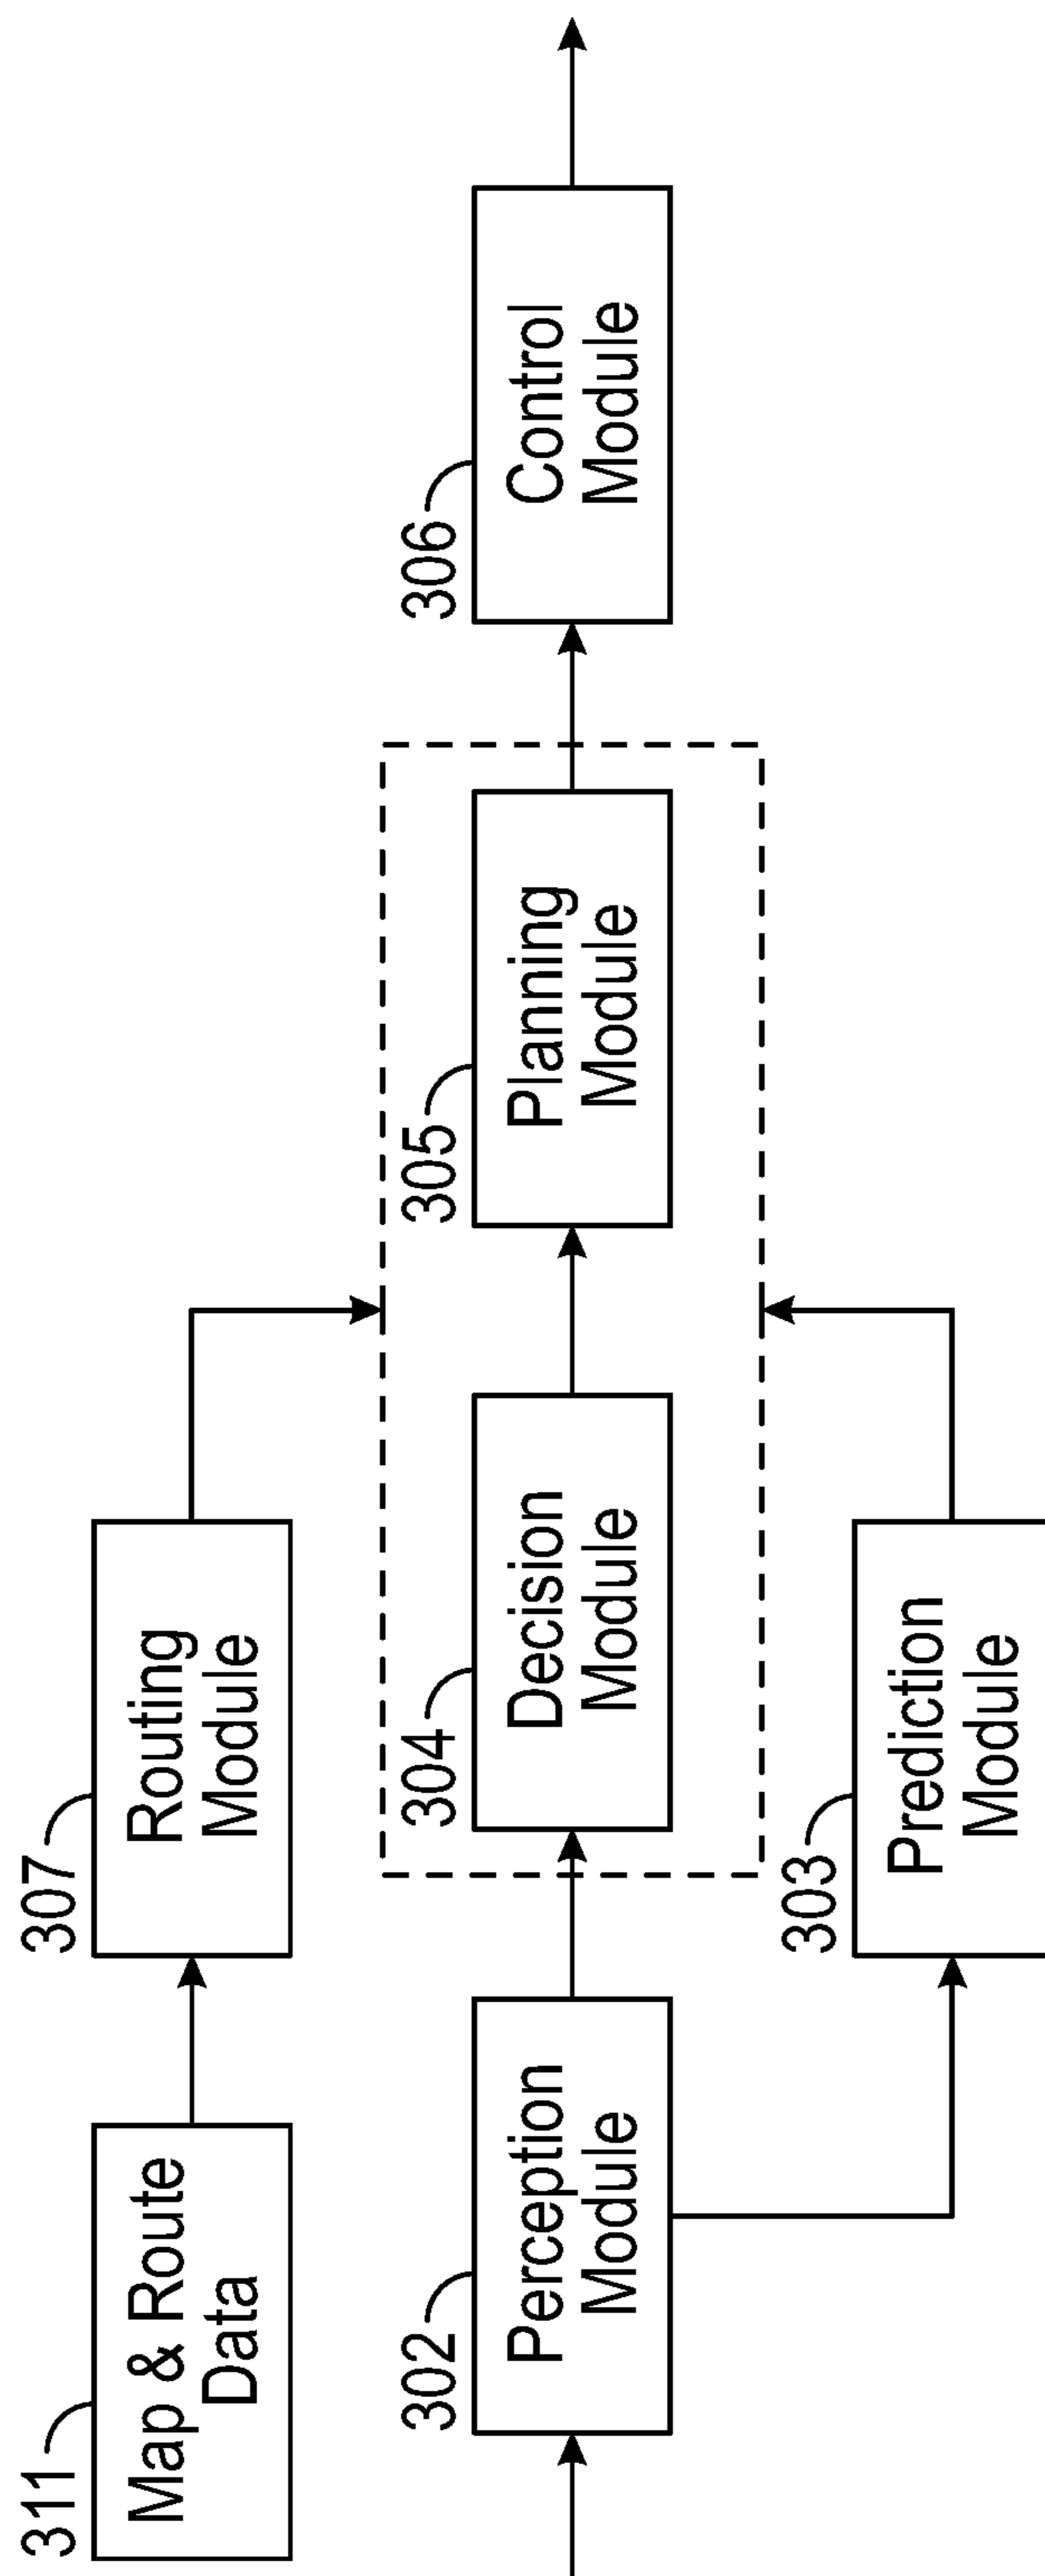 311
Map & Route
Data
307
Routing
Module
302
Perception
Module
304
Decision
Module
305
Planning
Module
306
Control
Module
303
Prediction
Module